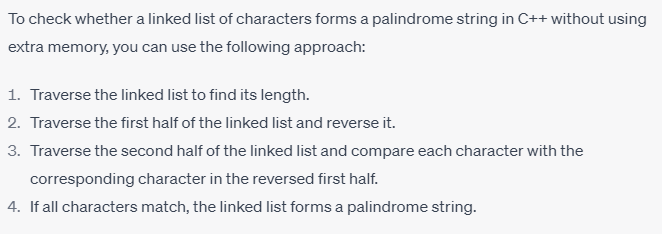 To check whether a linked list of characters forms a palindrome string in C++ without using
extra memory, you can use the following approach:
1. Traverse the linked list to find its length.
2. Traverse the first half of the linked list and reverse it.
3. Traverse the second half of the linked list and compare each character with the
corresponding character in the reversed first half.
4. If all characters match, the linked list forms a palindrome string.